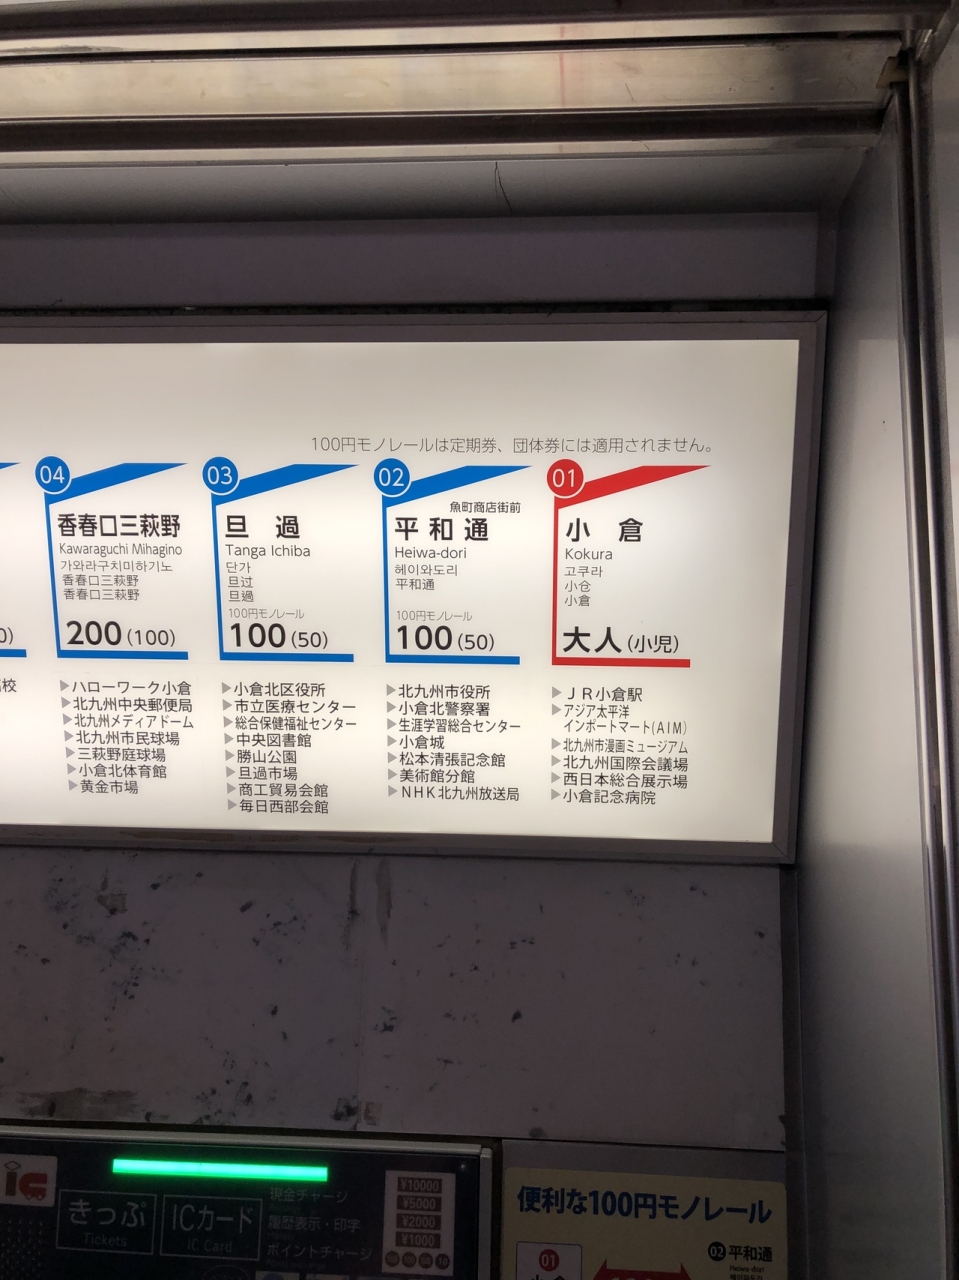 100円モノレールは定期券、団体券には適用されません。
04
香春口三萩野
Kawaraguchi Mihagino
가와라구치미하기노
香春口三萩野
香春口三萩野
200(100)
▶ハローワーク小倉
▶北九州中央郵便局
▶北九州メディアドーム
▶北九州市民球場
▶三萩野庭球場
▶小倉北体育館
▶黄金市場
03
旦過
Tanga Ichiba
단가
旦过
旦過
100円モノレール
100(50)
▶小倉北区役所
▶市立医療センター
▶総合保健福祉センター
▶中央図書館
▶勝山公園
▶旦過市場
▶商工貿易会館
▶毎日西部会館
02
魚町商店街前
平和通
Heiwa-dori
헤이와도리
平和通
100円モノレール
100(50)
▶北九州市役所
▶小倉北警察署
▶生涯学習総合センター
▶小倉城
▶松本清張記念館
▶美術館分館
▶NHK北九州放送局
01
小倉
Kokura
고쿠라
小仓
小倉
大人(小児)
▶JR小倉駅
▶アジア太平洋
インポートマート(AIM)
▶北九州市漫画ミュージアム
▶北九州国際会議場
▶西日本総合展示場
▶小倉記念病院
0)
校
ic
きっぷ
Tickets
ICカード
IC Card
現金チャージ
履歴表示・印字
ポイントチャージ
¥10000
¥5000
¥2000
¥1000
便利な100円モノレール
01
02 平和通
Heiwa-dori